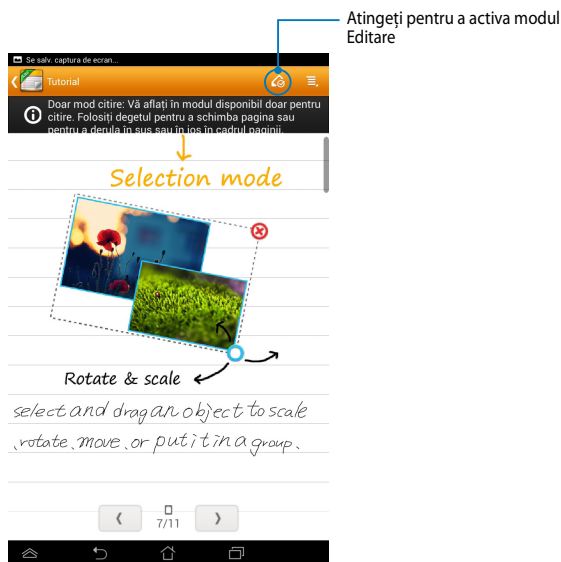 Atingeți pentru a activa modul
Editare
Se salv. captura de ecran...
Tutorial
Doar mod citire: Vă aflați în modul disponibil doar pentru
citire. Folosiți degetul pentru a schimba pagina sau
pentru a derula în sus sau în jos în cadrul paginii.
Selection mode
Rotate & scale
select and drag an object to scale
、rotate、move、or put it in a group、
7/11